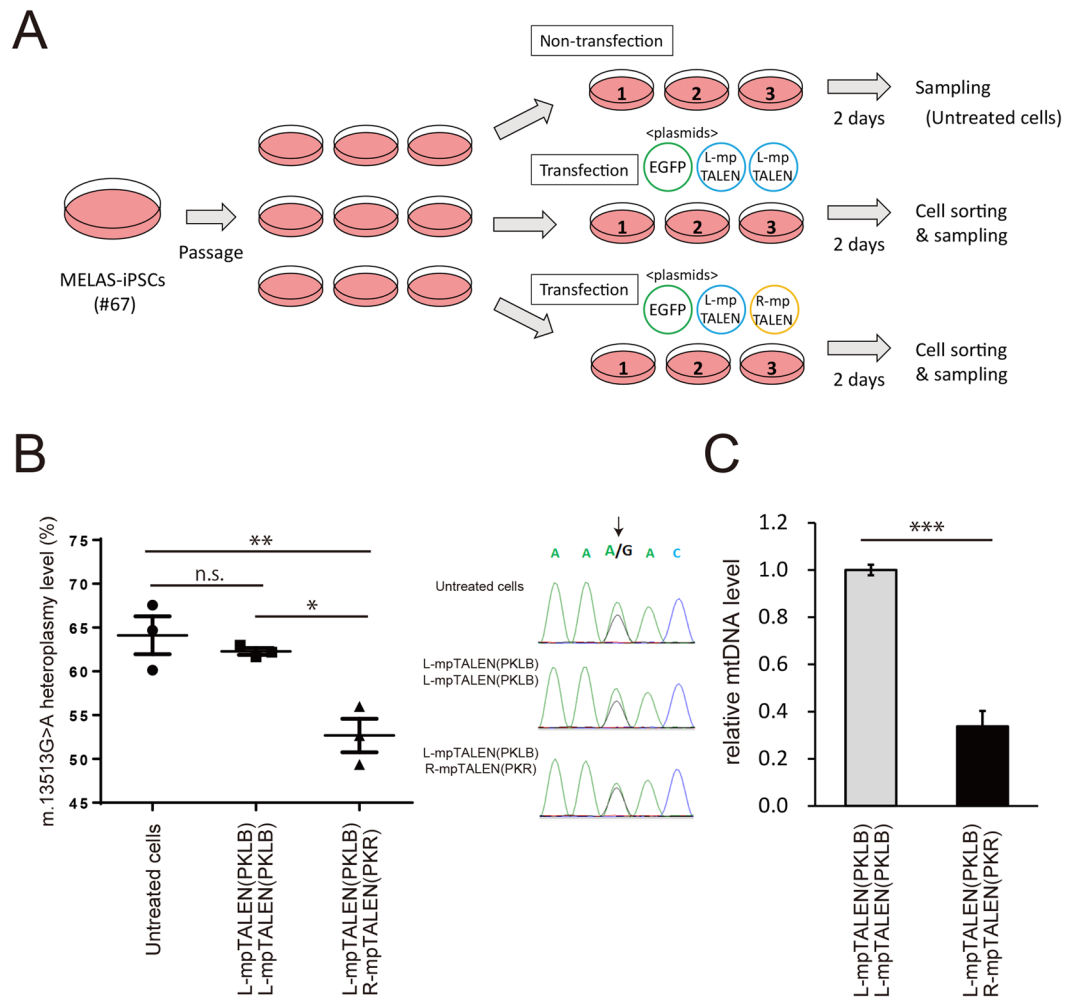 A
Non-transfection
1 2 3
2 days
Sampling
(Untreated cells)
<plasmids>
Transfection
EGFP
L-mp
TALEN
L-mp
TALEN
1 2 3
2 days
Cell sorting
& sampling
MELAS-iPSCs
(#67)
Passage
<plasmids>
Transfection
EGFP
L-mp
TALEN
R-mp
TALEN
1 2 3
2 days
Cell sorting
& sampling
B
m.13513G>A heteroplasmy level (%)
75
70
65
60
55
50
45
**
n.s.
*
Untreated cells
L-mpTALEN(PKLB)
L-mpTALEN(PKLB)
L-mpTALEN(PKLB)
R-mpTALEN(PKR)
A A A/G A C
Untreated cells
L-mpTALEN(PKLB)
L-mpTALEN(PKLB)
L-mpTALEN(PKLB)
R-mpTALEN(PKR)
C
relative mtDNA level
1.2
1.0
0.8
0.6
0.4
0.2
0.0
***
L-mpTALEN(PKLB)
L-mpTALEN(PKLB)
L-mpTALEN(PKLB)
R-mpTALEN(PKR)